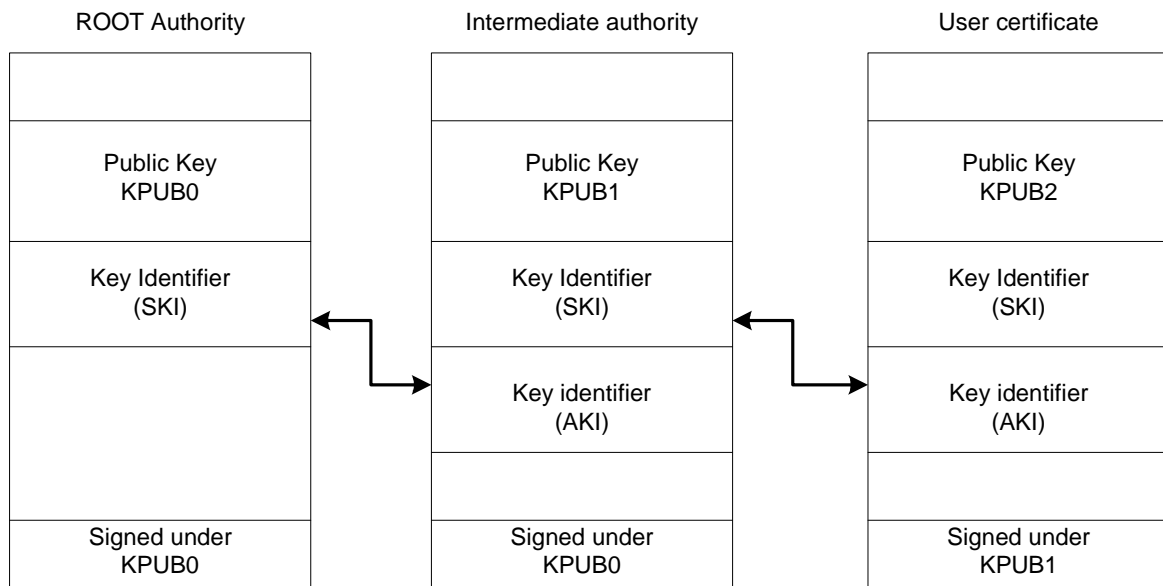 ROOT Authority
Intermediate authority
User certificate
Public Key
KPUB0
Public Key
KPUB1
Public Key
KPUB2
Key Identifier
(SKI)
Key Identifier
(SKI)
Key Identifier
(SKI)
Key identifier
(AKI)
Key identifier
(AKI)
Signed under
KPUB0
Signed under
KPUB0
Signed under
KPUB1